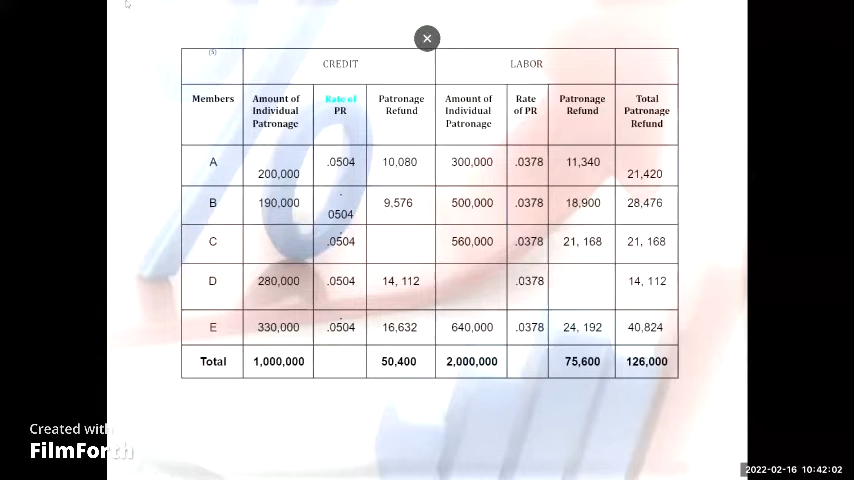 (5)
CREDIT LABOR
Members Amount of Individual Patronage Rate of PR Patronage Refund Amount of Individual Patronage Rate of PR Patronage Refund Total Patronage Refund
A 200,000 .0504 10,080 300,000 .0378 11,340 21,420
B 190,000 .0504 9,576 500,000 .0378 18,900 28,476
C .0504 560,000 .0378 21, 168 21, 168
D 280,000 .0504 14, 112 .0378 14, 112
E 330,000 .0504 16,632 640,000 .0378 24, 192 40,824
Total 1,000,000 50,400 2,000,000 75,600 126,000
Created with
FilmForth
2022-02-16 10:42:02